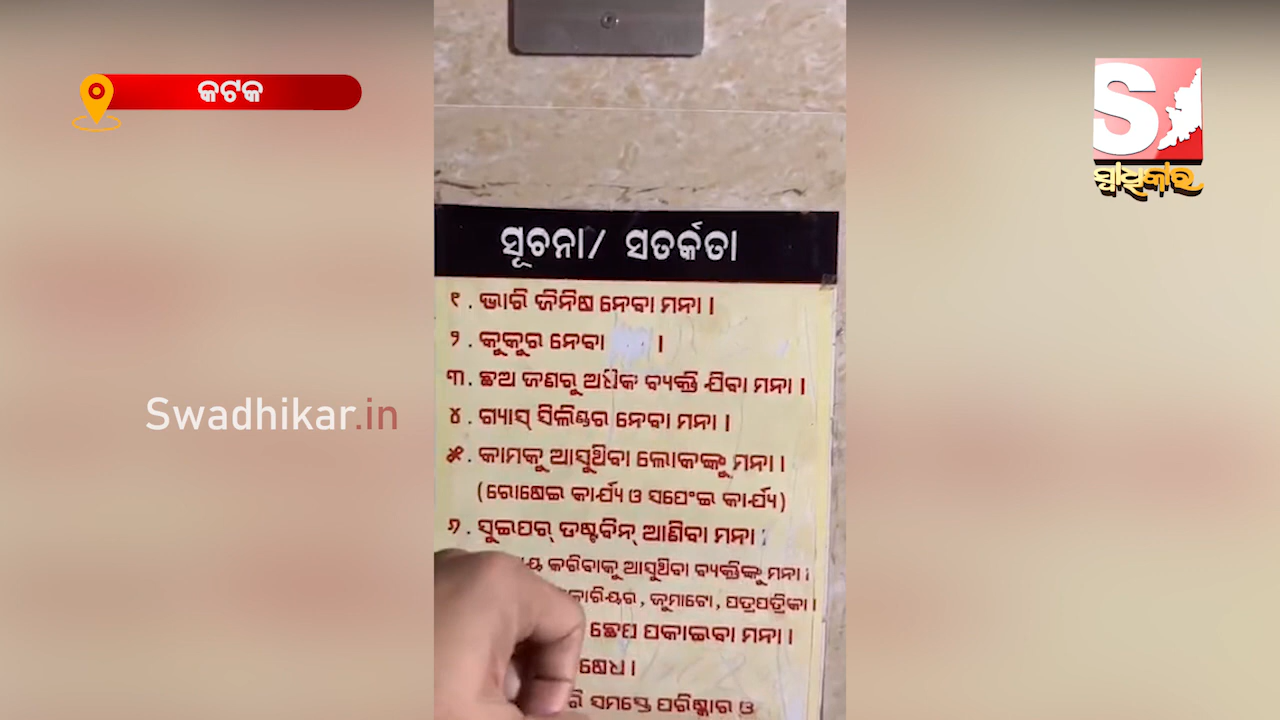 କଟକ
ସ୍ୱାଧିକାର
Swadhikar.in
ସୂଚନା/ ସତର୍କତା
୧. ଭାରି ଜିନିଷ ନେବା ମନା ।
୨. କୁକୁର ନେବା ।
୩. ଛଅ ଜଣରୁ ଅଧିକ ବ୍ୟକ୍ତି ଯିବା ମନା ।
୪. ଗ୍ୟାସ୍ ସିଲିଣ୍ଡର ନେବା ମନା ।
୫. କାମକୁ ଆସୁଥିବା ଲୋକଙ୍କୁ ମନା ।
(ରୋଷେଇ କାର୍ଯ୍ୟ ଓ ସପେଂଇ କାର୍ଯ୍ୟ)
୬. ସୁଇପର୍ ଡଷ୍ଟବିନ୍ ଆଣିବା ମନା
କରିବାକୁ ଆସୁଥିବା ବ୍ୟକ୍ତିଙ୍କୁ ମନା ।
, ଜୁମାଟୋ, ପତ୍ରପତ୍ରିକା ।
ଛେପ ପକାଇବା ମନା ।
ସମସ୍ତେ ପରିଷ୍କାର ଓ